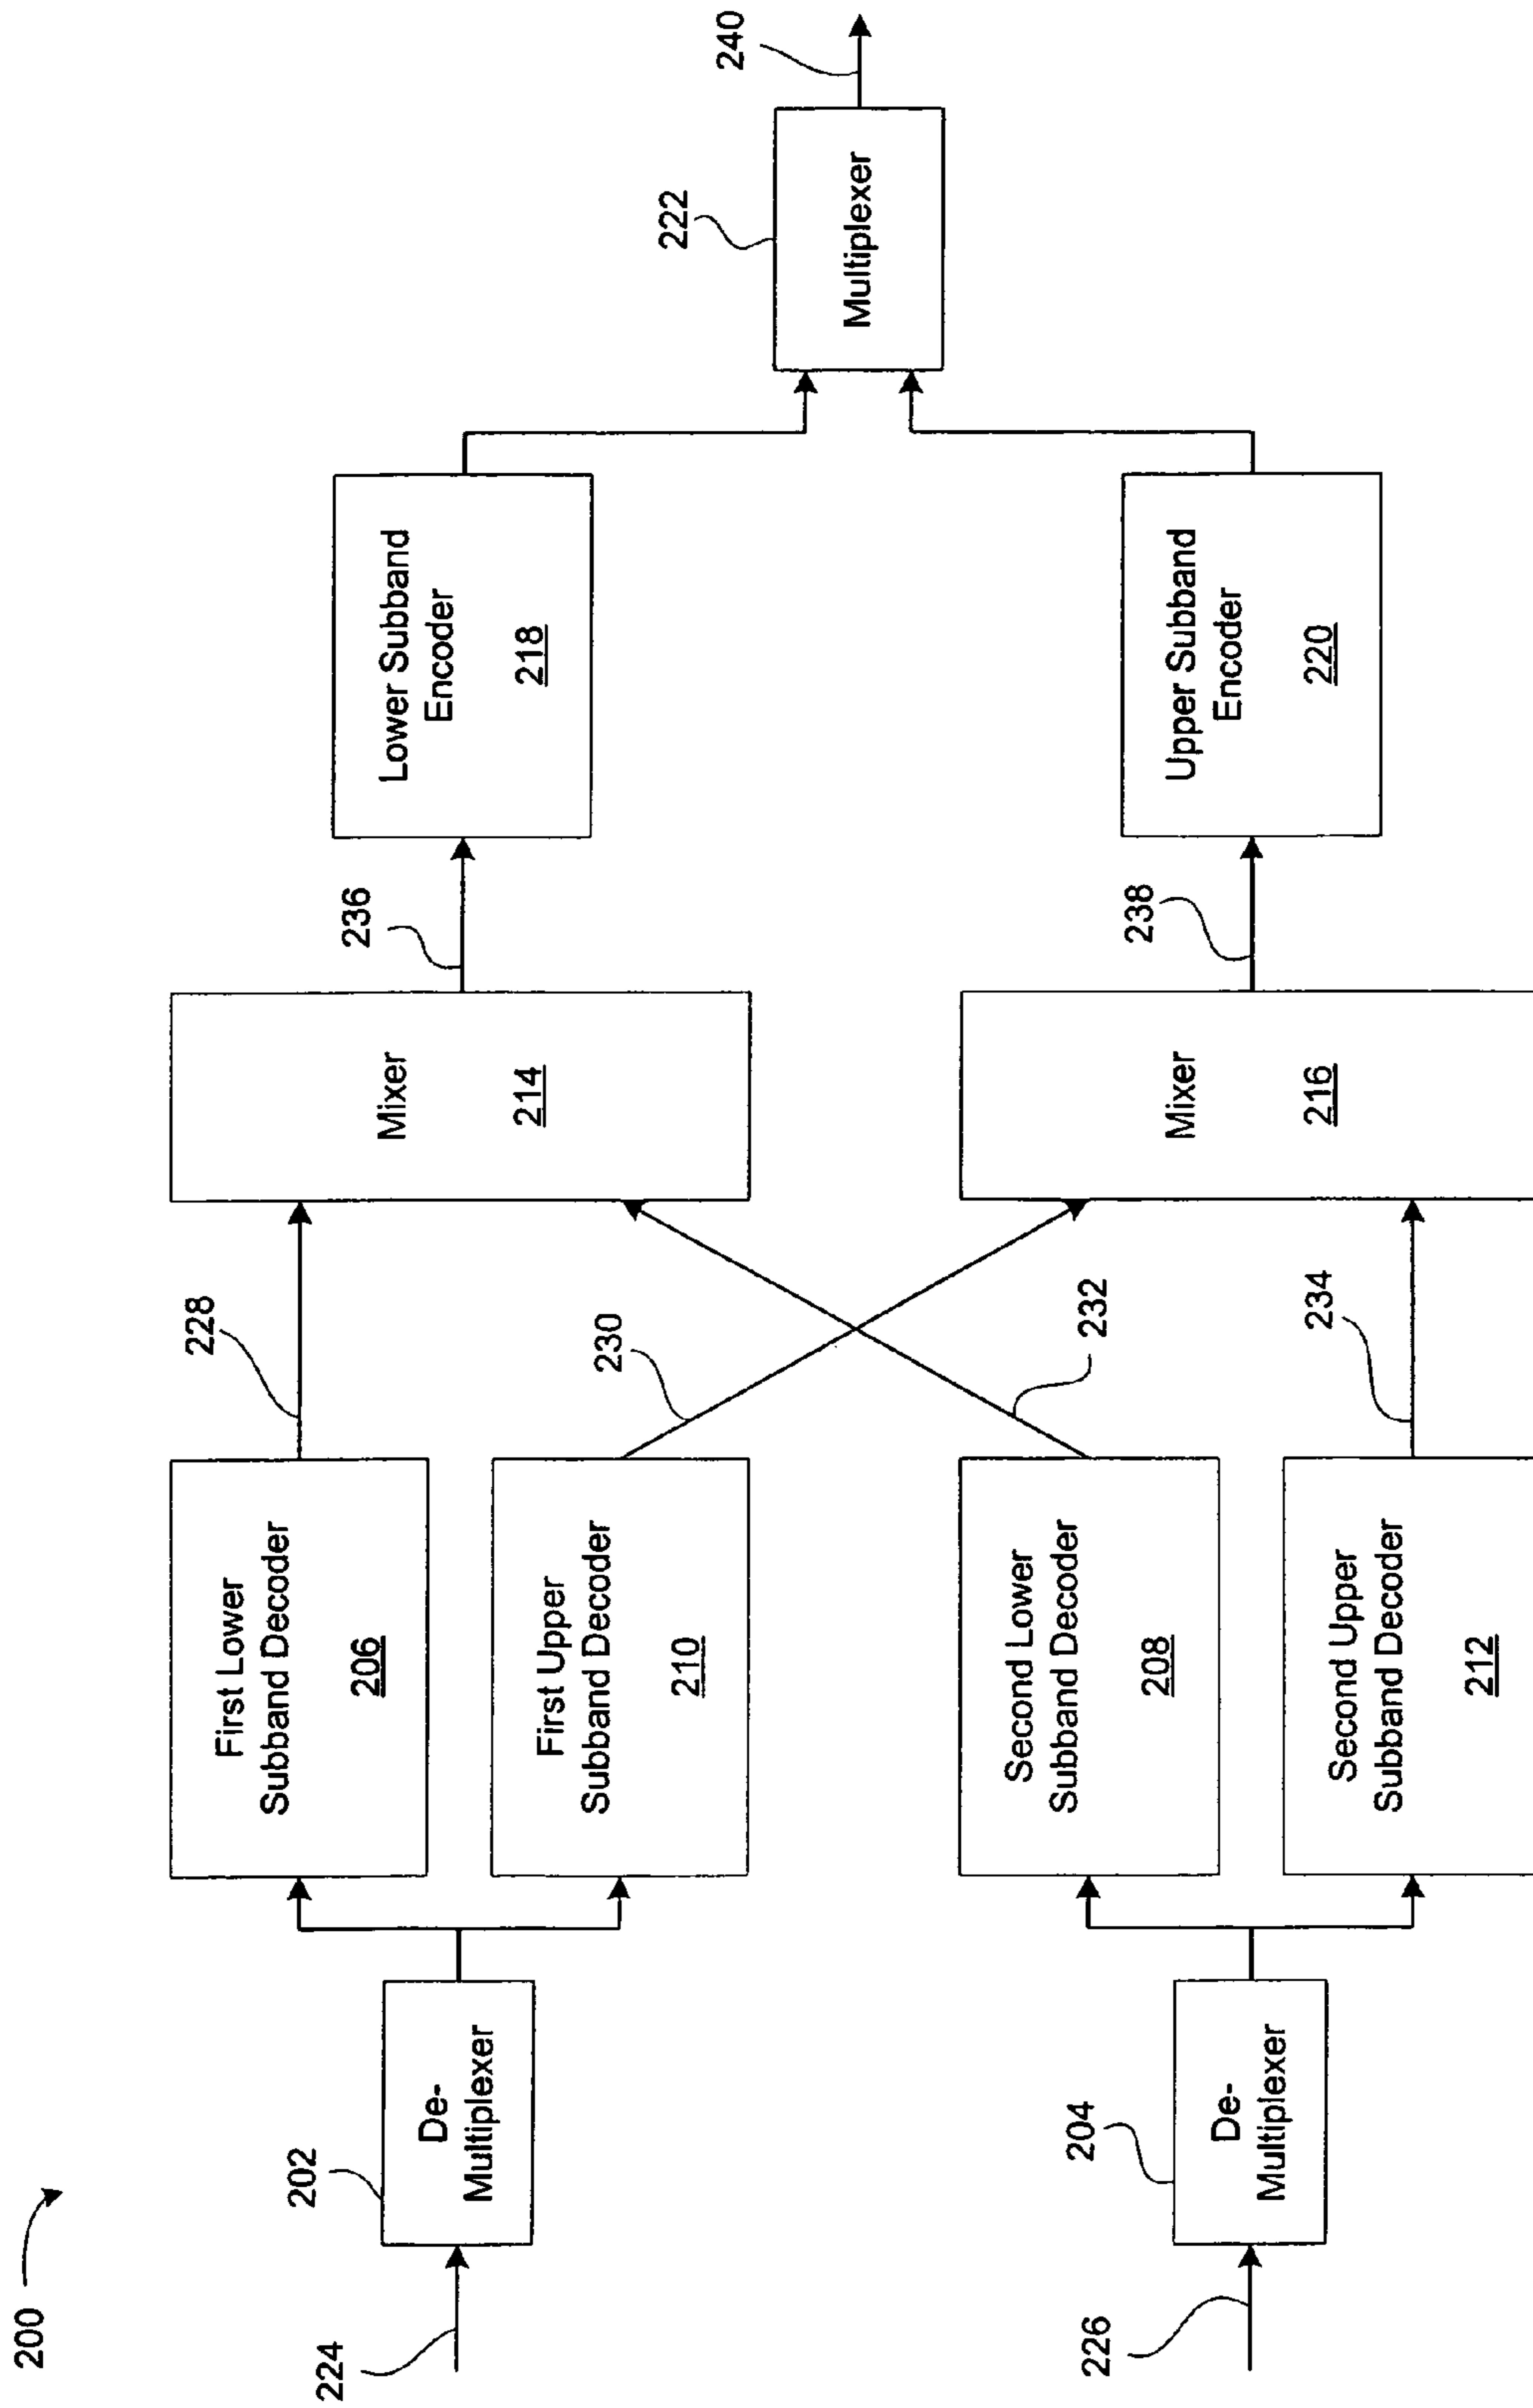 200
224
202
De-
Multiplexer
226
204
De-
Multiplexer
First Lower
Subband Decoder
206
First Upper
Subband Decoder
210
Second Lower
Subband Decoder
208
Second Upper
Subband Decoder
212
228
230
232
234
Mixer
214
Mixer
216
236
238
Lower Subband
Encoder
218
Upper Subband
Encoder
220
222
Multiplexer
240